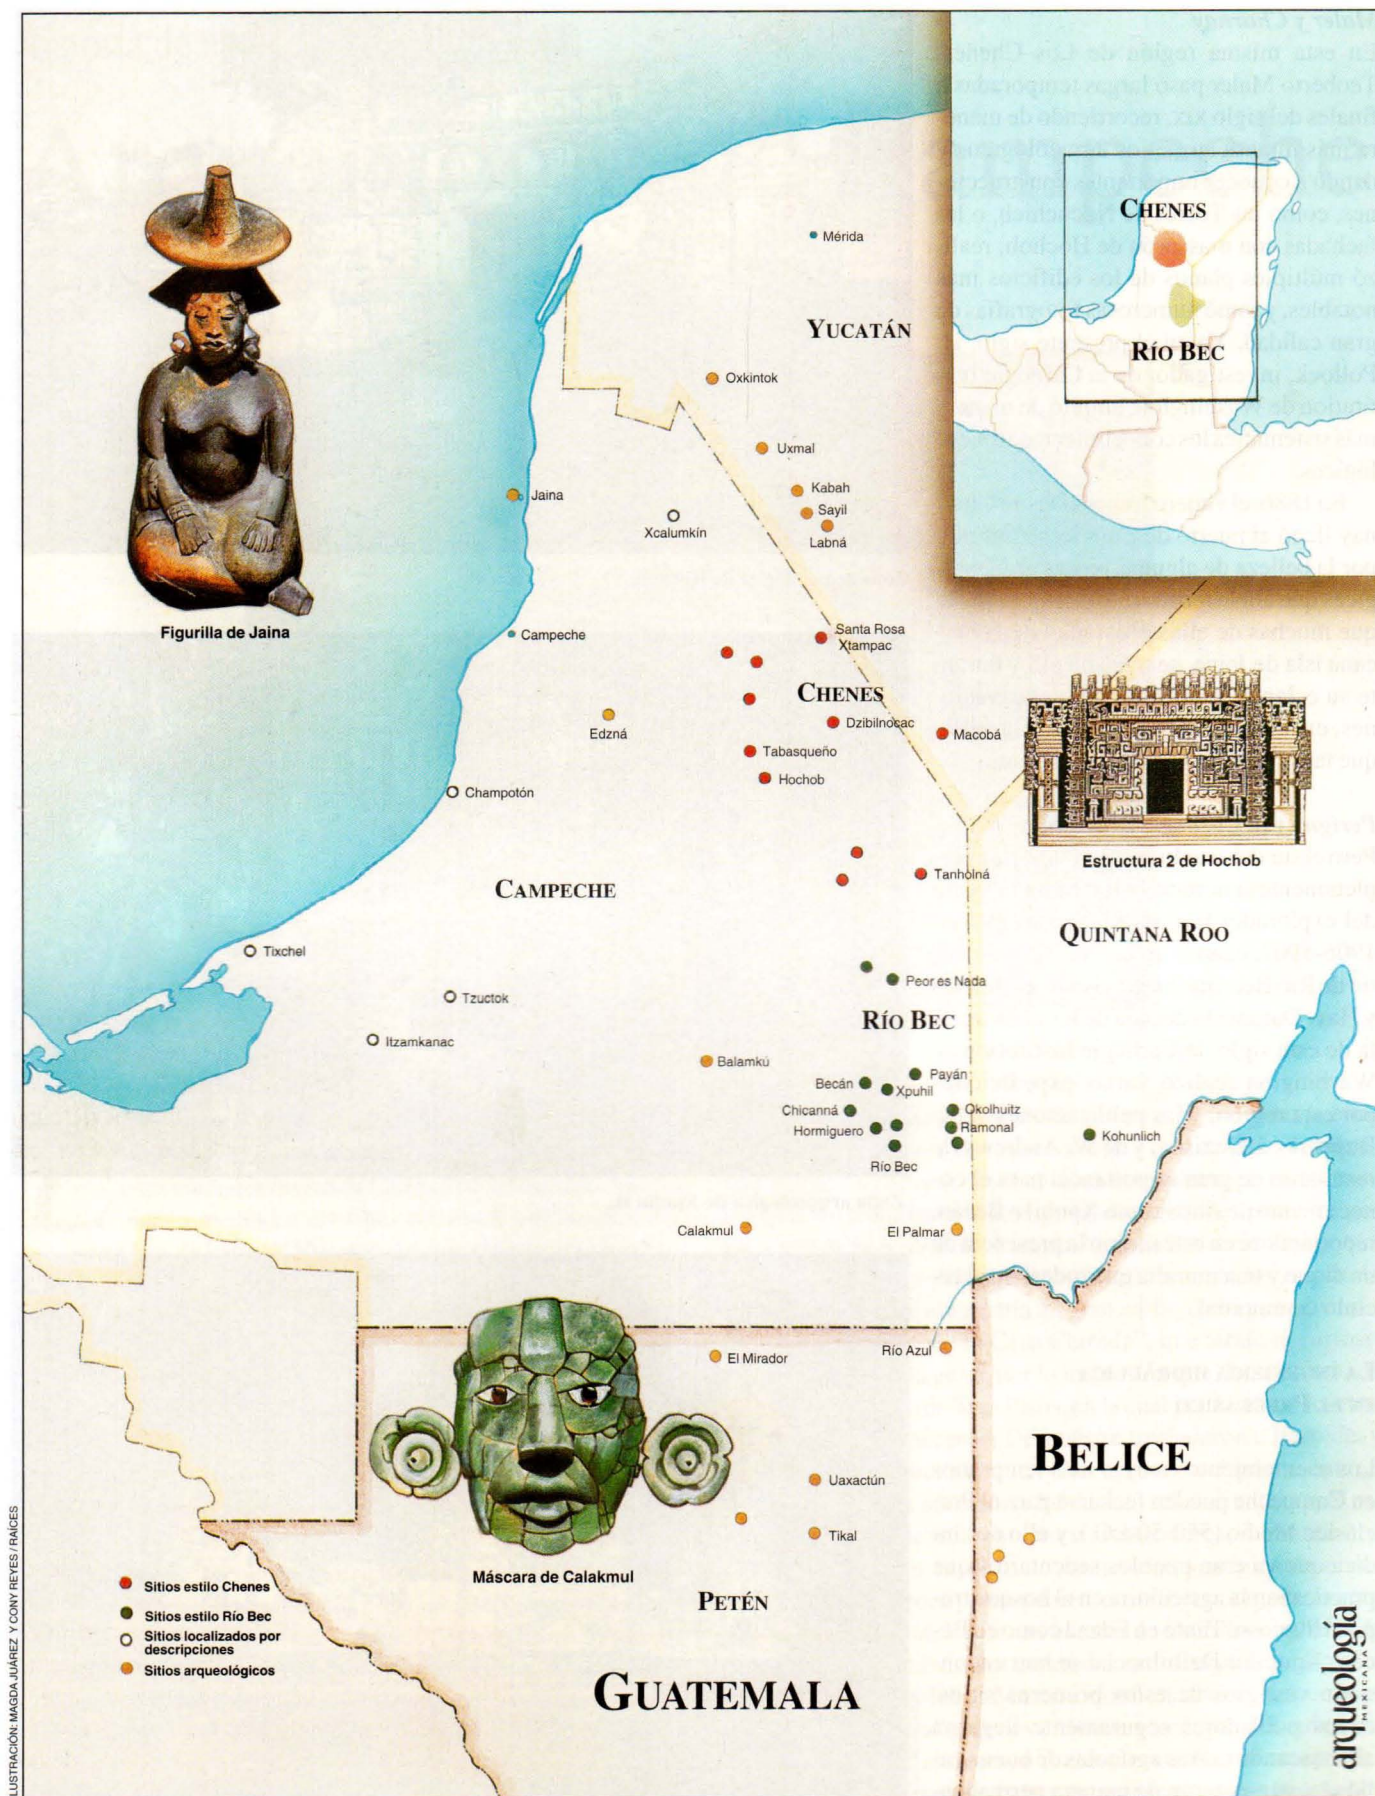 Mérida
YUCATÁN
CHENES
RÍO BEC
Oxkintok
Uxmal
Kabah
Sayil
Labná
Jaina
Xcalumkín
Figurilla de Jaina
Campeche
Santa Rosa
Xtampac
CHENES
Edzná
Dzibilnocac
Macobá
Tabasqueño
Hochob
Champotón
Estructura 2 de Hochob
Tanholná
CAMPECHE
QUINTANA ROO
Tixchel
Peor es Nada
Tzuctok
RÍO BEC
Itzamkanac
Balamkú
Becán
Payán
Xpuhil
Chicanná
Okolhuitz
Hormiguero
Ramonal
Kohunlich
Río Bec
Calakmul
El Palmar
El Mirador
Río Azul
BELICE
Uaxactún
Tikal
Máscara de Calakmul
PETÉN
Sitios estilo Chenes
Sitios estilo Río Bec
Sitios localizados por
descripciones
Sitios arqueológicos
GUATEMALA
arqueología
MEXICANA
ILUSTRACIÓN: MAGDA JUÁREZ Y CONY REYES / RAÍCES